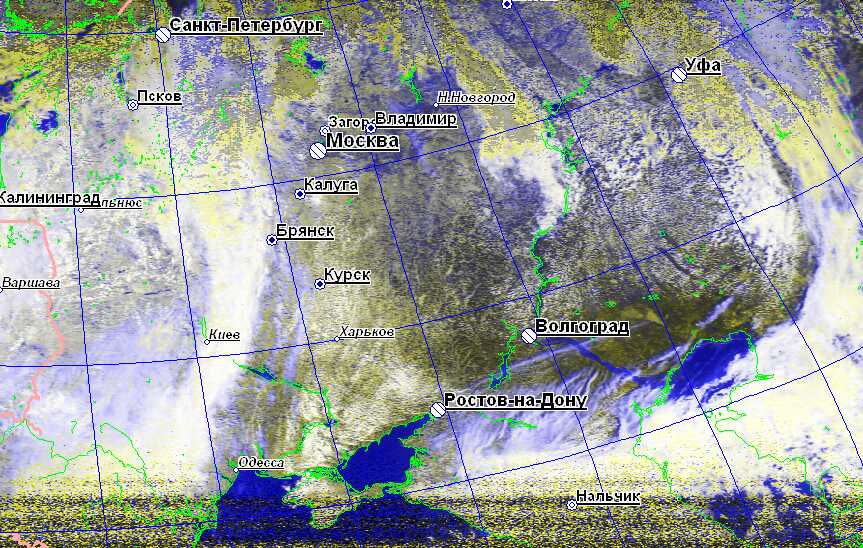 Санкт-Петербург
Уфа
Псков
Н.Новгород
Загор
Владимир
Москва
Калуга
Калининград
льнюс
Брянск
Варшава
Курск
Киев
Харьков
Волгоград
Ростов-на-Дону
Одесса
Нальчик